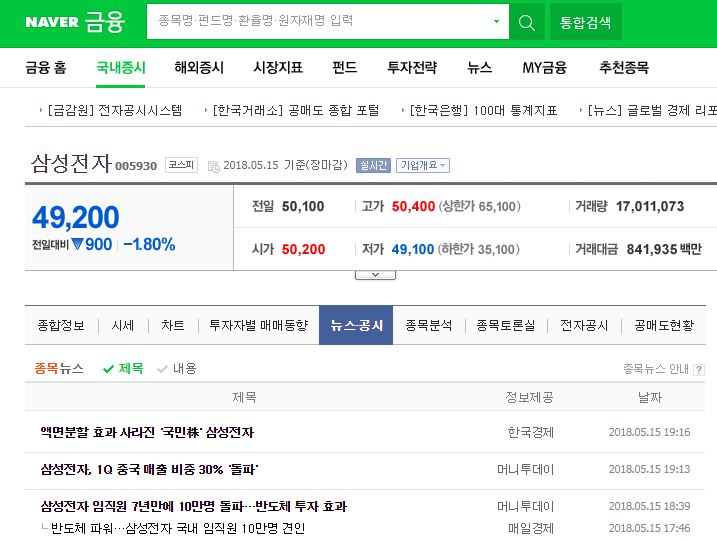 NAVER 금융 종목명·펀드명·환율명·원자재명 입력 통합검색
금융 홈 국내증시 해외증시 시장지표 펀드 투자전략 뉴스 MY금융 추천종목
[금감원] 전자공시시스템 [한국거래소] 공매도 종합 포털 [한국은행] 100대 통계지표 [뉴스] 글로벌 경제 리포
삼성전자 005930 코스피 2018.05.15 기준(장마감) 실시간 기업개요
49,200
전일대비 ▼900 -1.80%
전일 50,100 고가 50,400 (상한가 65,100) 거래량 17,011,073
시가 50,200 저가 49,100 (하한가 35,100) 거래대금 841,935 백만
종합정보 시세 차트 투자자별 매매동향 뉴스·공시 종목분석 종목토론실 전자공시 공매도현황
종목뉴스 제목 내용 종목뉴스 안내 ?
제목 정보제공 날짜
액면분할 효과 사라진 '국민株' 삼성전자 한국경제 2018.05.15 19:16
삼성전자, 1Q 중국 매출 비중 30% '돌파' 머니투데이 2018.05.15 19:13
삼성전자 임직원 7년만에 10만명 돌파…반도체 투자 효과 머니투데이 2018.05.15 18:39
반도체 파워…삼성전자 국내 임직원 10만명 견인 매일경제 2018.05.15 17:46